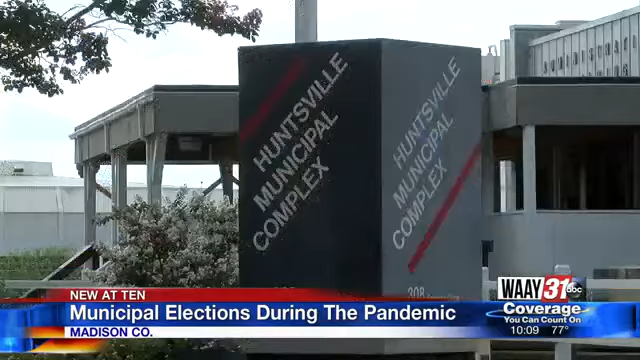 HUNTSVILLE
MUNICIPAL
COMPLEX
HUNTSVILLE
MUNICIPAL
COMPLEX
308
NEW AT TEN
Municipal Elections During The Pandemic
MADISON CO.
WAAY 31 abc
Coverage
You Can Count On
10:09 77°